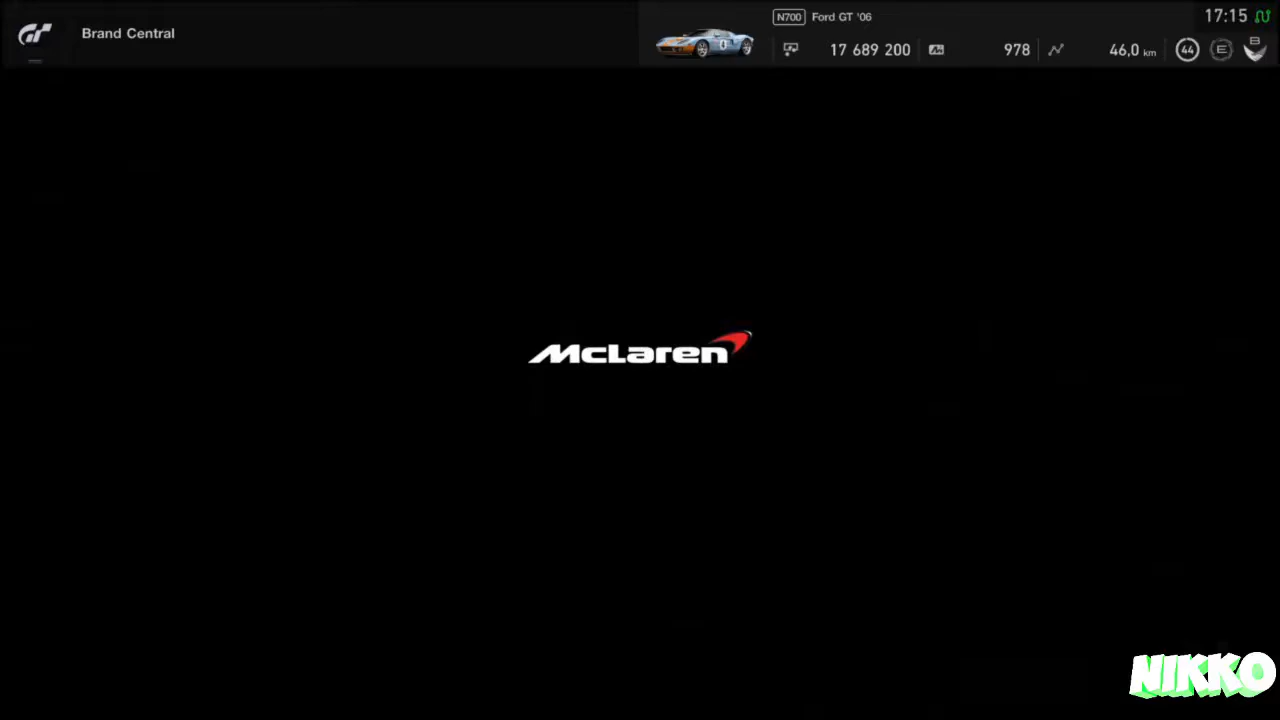 Brand Central
N700 Ford GT '06
17:15
17 689 200
978
46,0 km
44
E
B
McLaren
NIKKO